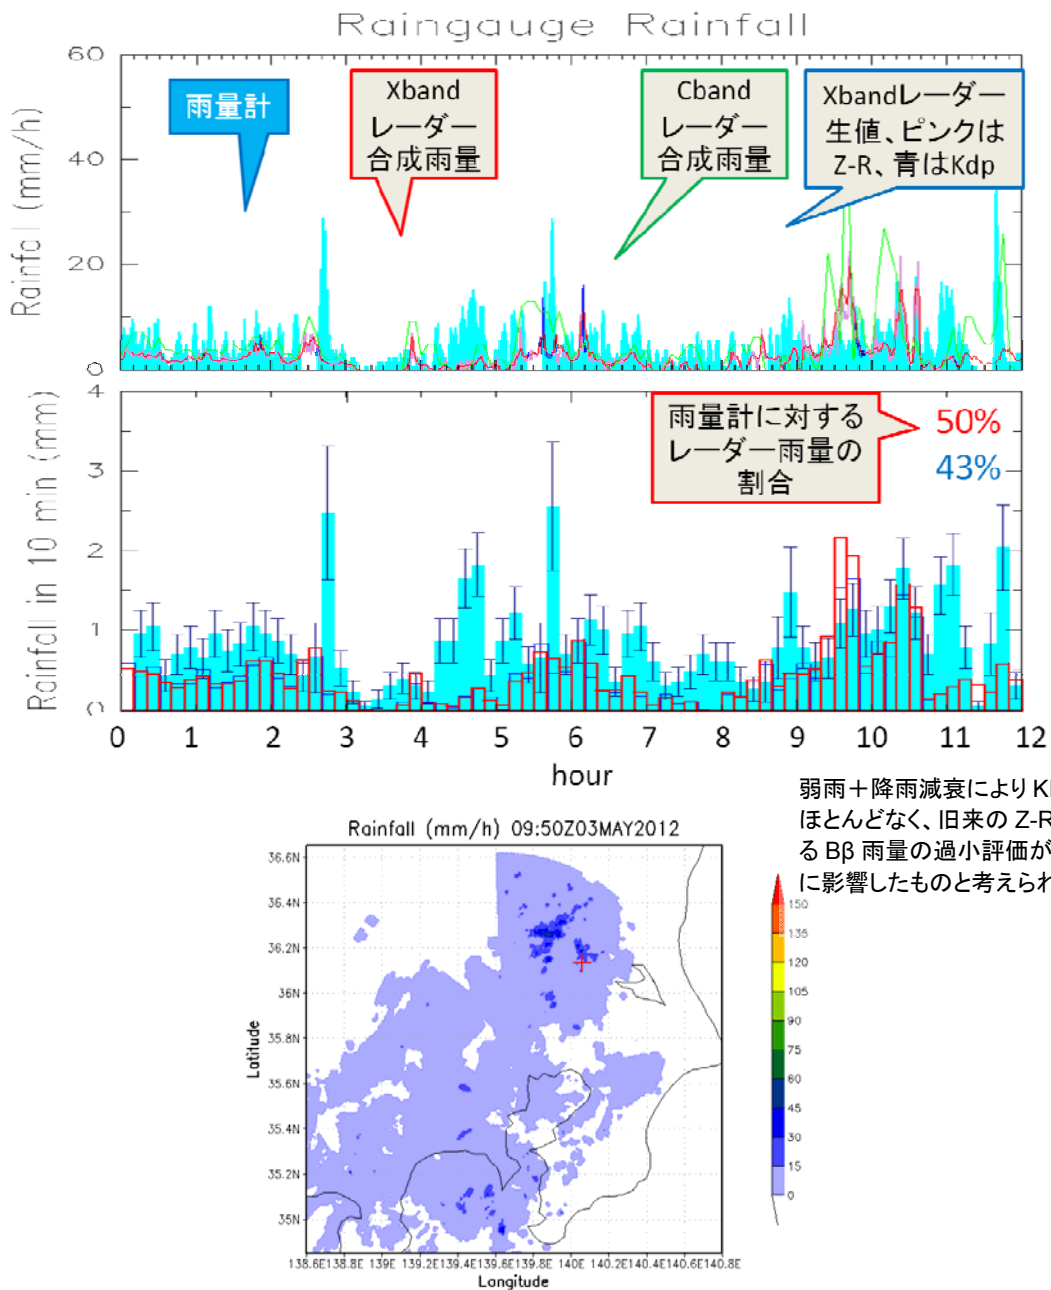 Raingauge Rainfall
Rainfall (mm/h)
60
40
20
0
雨量計
Xband
レーダー
合成雨量
Cband
レーダー
合成雨量
Xbandレーダー
生値、ピンクは
Z-R、青はKdp
Rainfall in 10 min (mm)
4
3
2
1
0
雨量計に対する
レーダー雨量の
割合
50%
43%
0 1 2 3 4 5 6 7 8 9 10 11 12
hour
弱雨＋降雨減衰により K
ほとんどなく、旧来の Z-R
る Bβ 雨量の過小評価が
に影響したものと考えられ
Rainfall (mm/h) 09:50Z03MAY2012
Latitude
36.6N
36.4N
36.2N
36N
35.8N
35.6N
35.4N
35.2N
35N
138.6E 138.8E 139E 139.2E 139.4E 139.6E 139.8E 140E 140.2E 140.4E 140.6E 140.8E
Longitude
150
135
120
105
90
75
60
45
30
15
0